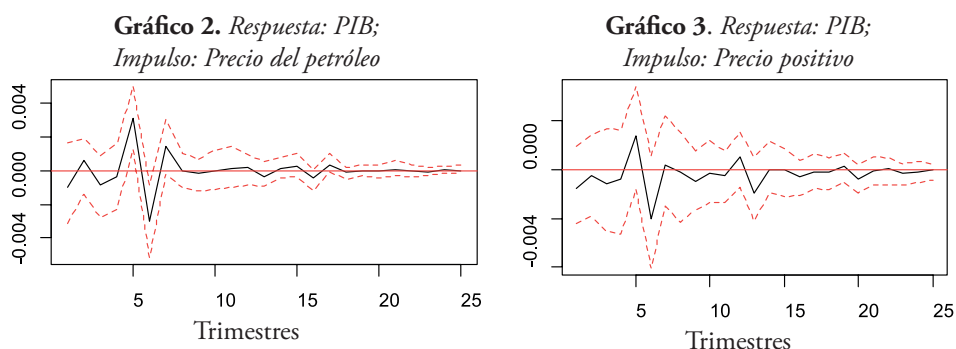 Gráfico 2. Respuesta: PIB;
Impulso: Precio del petróleo
0.004
0.000
-0.004
5
10
15
20
25
Trimestres
Gráfico 3. Respuesta: PIB;
Impulso: Precio positivo
0.000
-0.004
5
10
15
20
25
Trimestres